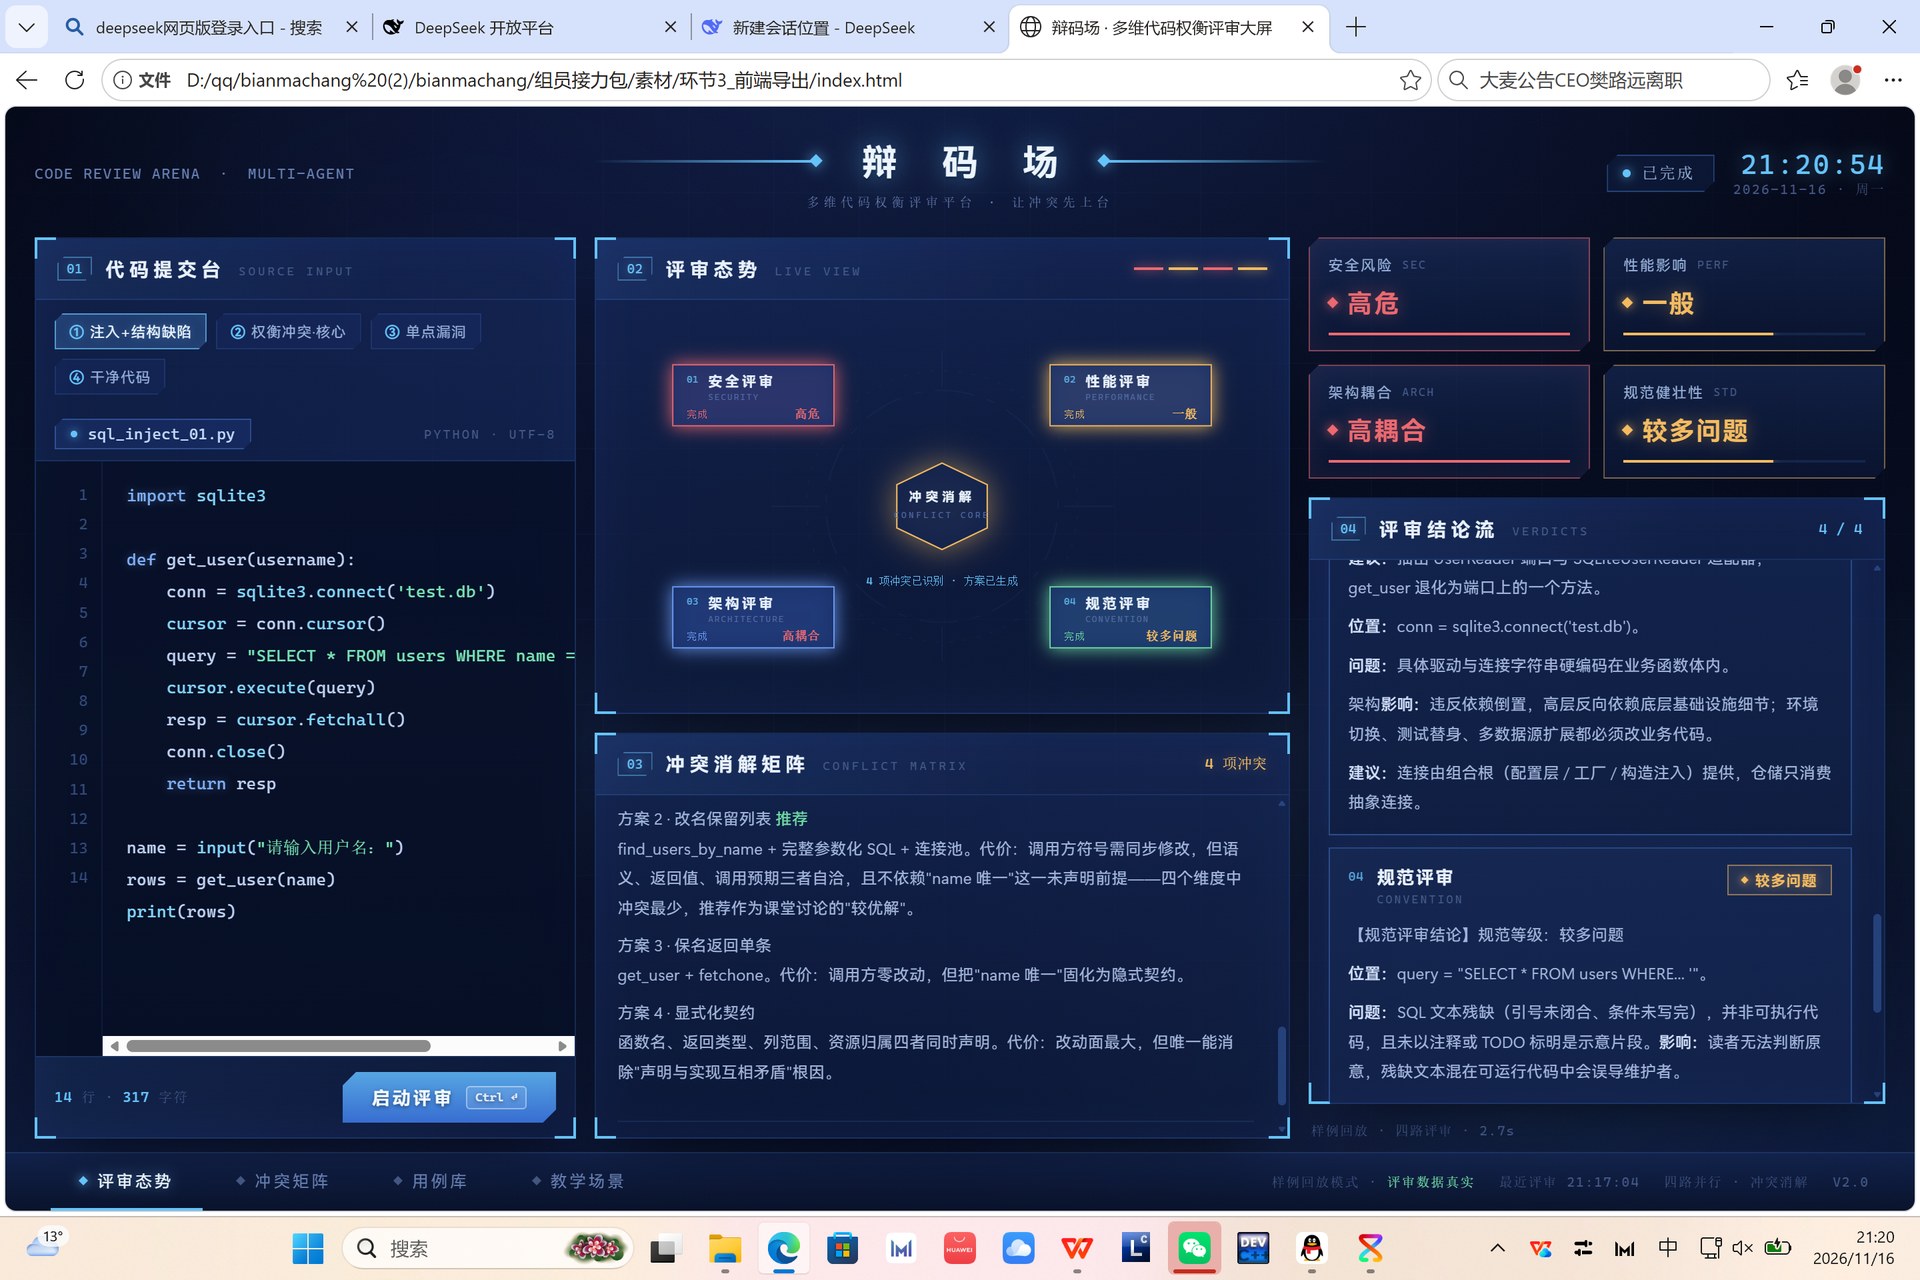 deepseek网页版登录入口 - 搜索
DeepSeek 开放平台
新建会话位置 - DeepSeek
辩码场 · 多维代码权衡评审大屏
文件 D:/qq/bianmachang%20(2)/bianmachang/组员接力包/素材/环节3_前端导出/index.html
大麦公告CEO樊路远离职
CODE REVIEW ARENA · MULTI-AGENT
辩 码 场
多维代码权衡评审平台 · 让冲突先上台
已完成
21:20:54
2026-11-16 · 周一
01 代码提交台 SOURCE INPUT
① 注入+结构缺陷
② 权衡冲突·核心
③ 单点漏洞
④ 干净代码
sql_inject_01.py
PYTHON · UTF-8
1 import sqlite3
2
3 def get_user(username):
4 conn = sqlite3.connect('test.db')
5 cursor = conn.cursor()
6 query = "SELECT * FROM users WHERE name =
7 cursor.execute(query)
8 resp = cursor.fetchall()
9 conn.close()
10 return resp
11
12 name = input("请输入用户名: ")
13 rows = get_user(name)
14 print(rows)
14 行 · 317 字符
启动评审 Ctrl ⏎
02 评审态势 LIVE VIEW
01 安全评审
SECURITY
完成 高危
02 性能评审
PERFORMANCE
完成 一般
冲突消解
CONFLICT CORE
4 项冲突已识别 · 方案已生成
03 架构评审
ARCHITECTURE
完成 高耦合
04 规范评审
CONVENTION
完成 较多问题
03 冲突消解矩阵 CONFLICT MATRIX
4 项冲突
方案 2 · 改名保留列表 推荐
find_users_by_name + 完整参数化 SQL + 连接池。代价：调用方符号需同步修改，但语
义、返回值、调用预期三者自洽，且不依赖"name 唯一"这一未声明前提——四个维度中
冲突最少，推荐作为课堂讨论的"较优解"。
方案 3 · 保名返回单条
get_user + fetchone。代价：调用方零改动，但把"name 唯一"固化为隐式契约。
方案 4 · 显式化契约
函数名、返回类型、列范围、资源归属四者同时声明。代价：改动面最大，但唯一能消
除"声明与实现互相矛盾"根因。
安全风险 SEC
高危
性能影响 PERF
一般
架构耦合 ARCH
高耦合
规范健壮性 STD
较多问题
04 评审结论流 VERDICTS
4 / 4
建议：抽出 UserReader 端口与 SQLiteUserReader 适配器，
get_user 退化为端口上的一个方法。
位置：conn = sqlite3.connect('test.db')。
问题：具体驱动与连接字符串硬编码在业务函数体内。
架构影响：违反依赖倒置，高层反向依赖底层基础设施细节；环境
切换、测试替身、多数据源扩展都必须改业务代码。
建议：连接由组合根（配置层 / 工厂 / 构造注入）提供，仓储只消费
抽象连接。
04 规范评审
CONVENTION
较多问题
【规范评审结论】规范等级：较多问题
位置：query = "SELECT * FROM users WHERE... '"。
问题：SQL 文本残缺（引号未闭合、条件未写完），并非可执行代
码，且未以注释或 TODO 标明是示意片段。影响：读者无法判断原
意，残缺文本混在可运行代码中会误导维护者。
样例回放 · 四路评审 · 2.7s
评审态势
冲突矩阵
用例库
教学场景
样例回放模式 · 评审数据真实 最近评审 21:17:04 四路并行 · 冲突消解 V2.0
13°
搜索
中
21:20
2026/11/16